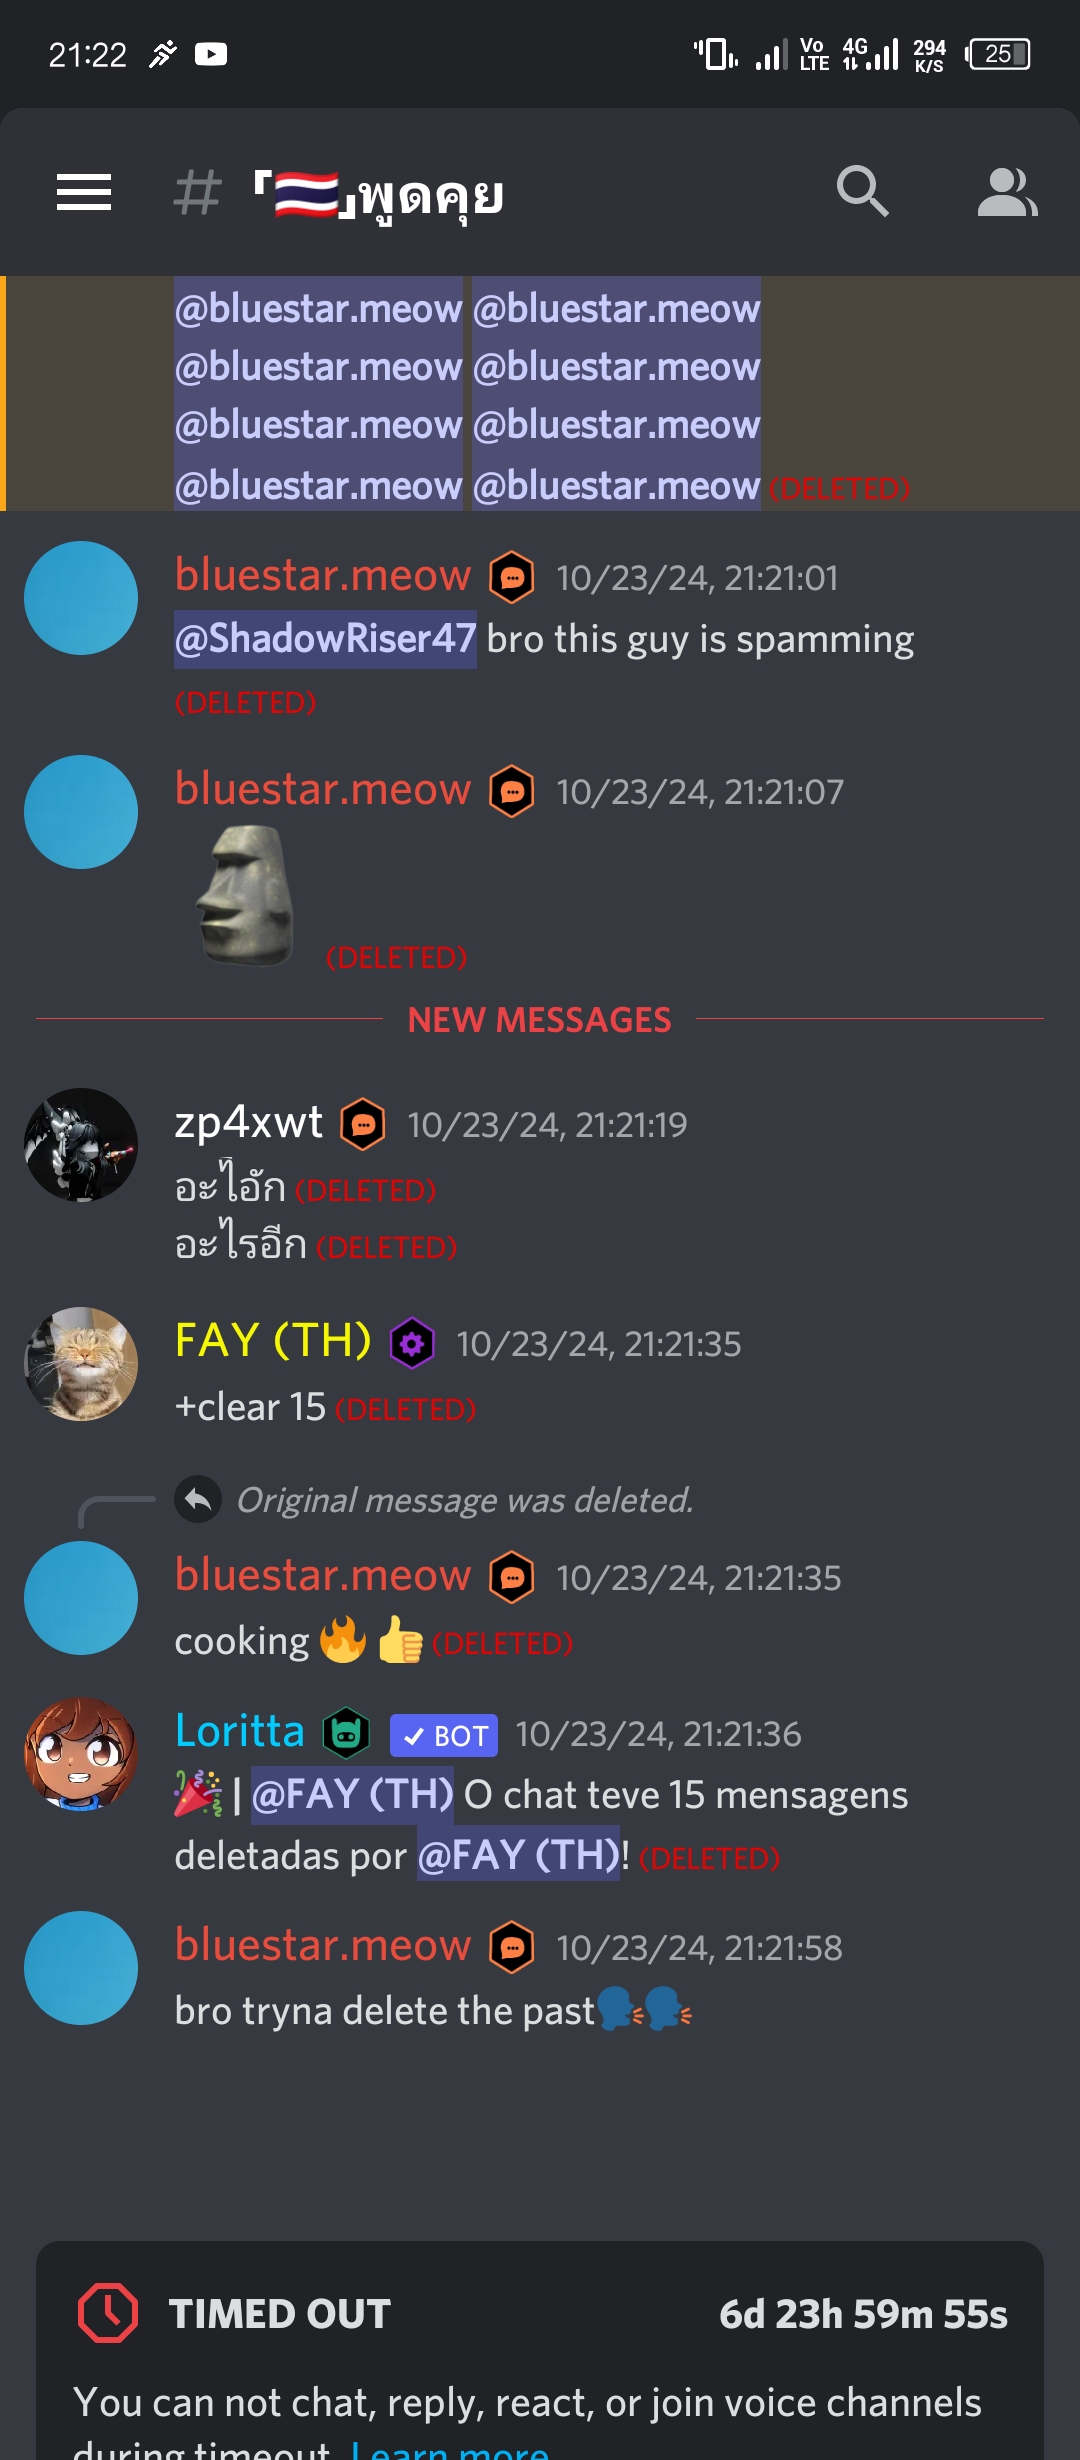 21:22 Vo LTE 4G 294 K/S 25
# 「🇹🇭」พูดคุย
@bluestar.meow @bluestar.meow
@bluestar.meow @bluestar.meow
@bluestar.meow @bluestar.meow
@bluestar.meow @bluestar.meow (DELETED)
bluestar.meow 10/23/24, 21:21:01
@ShadowRiser47 bro this guy is spamming
(DELETED)
bluestar.meow 10/23/24, 21:21:07
🗿 (DELETED)
NEW MESSAGES
zp4xwt 10/23/24, 21:21:19
อะไอ้ก (DELETED)
อะไรอีก (DELETED)
FAY (TH) 10/23/24, 21:21:35
+clear 15 (DELETED)
Original message was deleted.
bluestar.meow 10/23/24, 21:21:35
cooking 🔥 👍 (DELETED)
Loritta ✓ BOT 10/23/24, 21:21:36
🎉 | @FAY (TH) O chat teve 15 mensagens
deletadas por @FAY (TH)! (DELETED)
bluestar.meow 10/23/24, 21:21:58
bro tryna delete the past🗣️🗣️
TIMED OUT 6d 23h 59m 55s
You can not chat, reply, react, or join voice channels
during timeout. Learn more